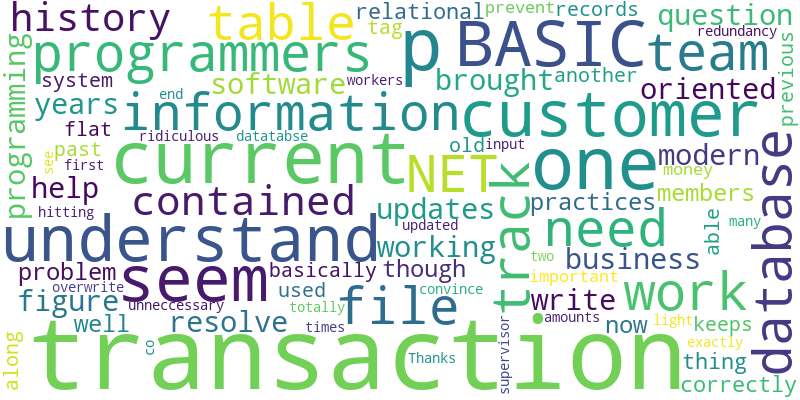 history table relational prevent records question
programmers p BASIC team tag redundancy
programming system software workers brought another oriented previous
years end information customer
flat ridiculous datatabse old input modern
see past current NET one money
first help contained track practices members
hitting understand updates updated need able many database
problem seem basically though working business two
overwrite unneccessary used convince important
figure file write work
well resolve totally times now light keeps
along co transaction Thanks supervisor amounts exactly thing correctly